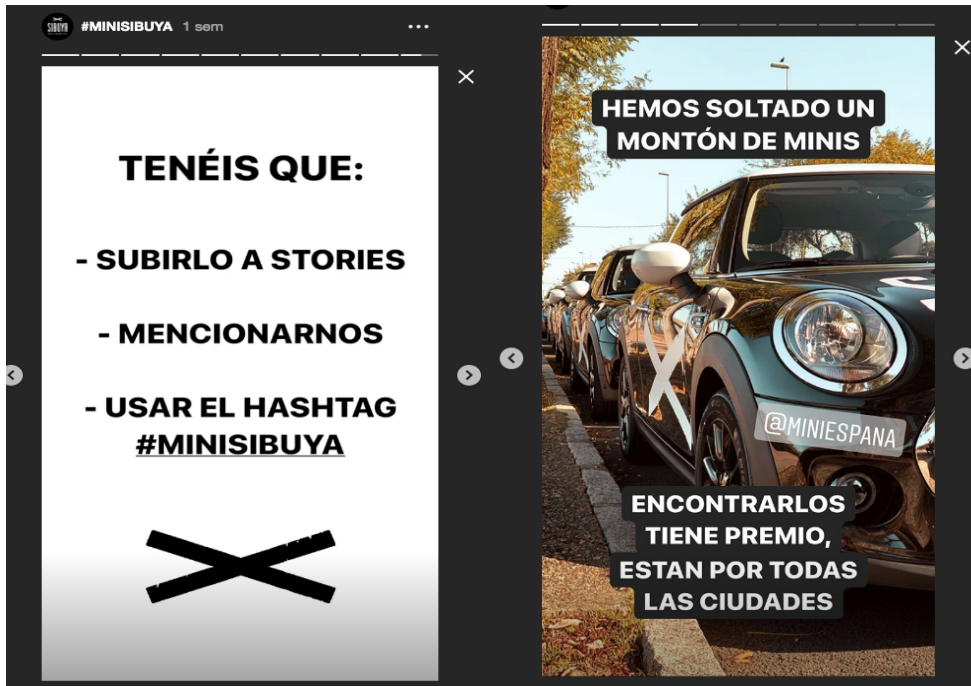 SIBUYA
#MINISIBUYA 1 sem
TENÉIS QUE:
- SUBIRLO A STORIES
- MENCIONARNOS
- USAR EL HASHTAG
#MINISIBUYA
HEMOS SOLTADO UN
MONTÓN DE MINIS
@MINIESPANA
ENCONTRARLOS
TIENE PREMIO,
ESTAN POR TODAS
LAS CIUDADES